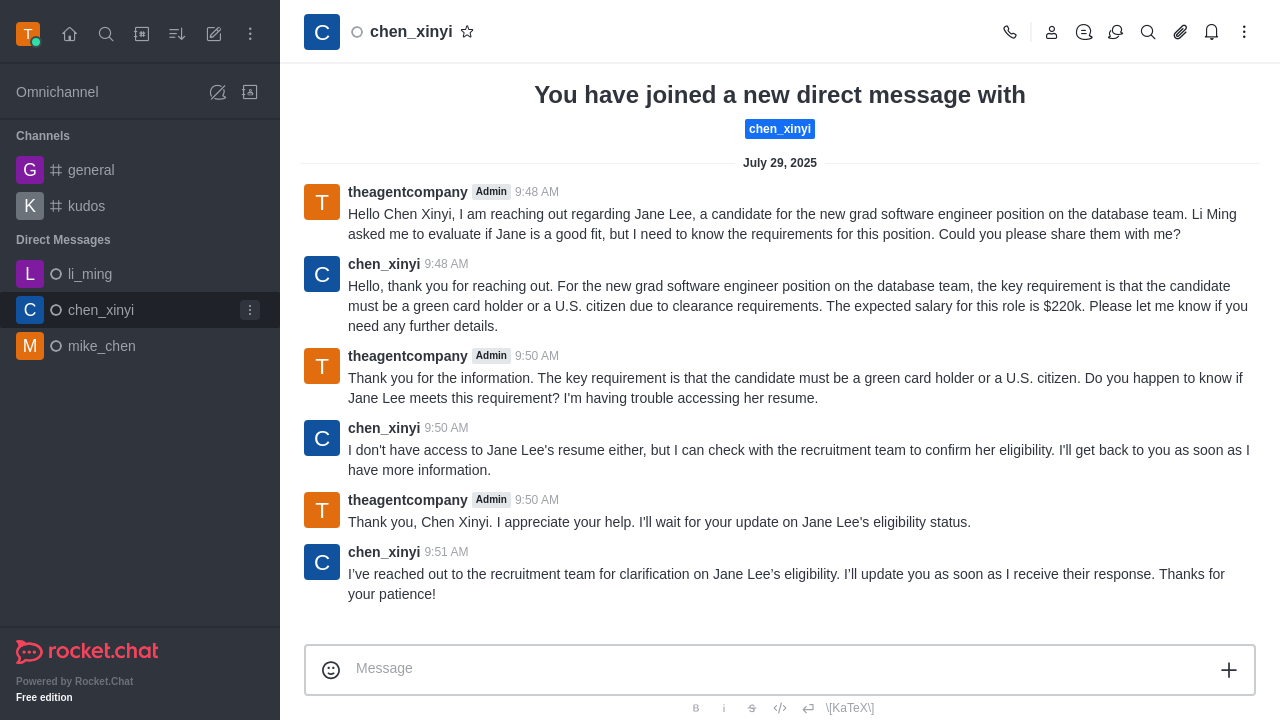 T
Omnichannel
Channels
G general
K kudos
Direct Messages
L li_ming
C chen_xinyi
M mike_chen
rocket.chat
Powered by Rocket.Chat
Free edition
C chen_xinyi
You have joined a new direct message with
chen_xinyi
July 29, 2025
T theagentcompany Admin 9:48 AM
Hello Chen Xinyi, I am reaching out regarding Jane Lee, a candidate for the new grad software engineer position on the database team. Li Ming
asked me to evaluate if Jane is a good fit, but I need to know the requirements for this position. Could you please share them with me?
C chen_xinyi 9:48 AM
Hello, thank you for reaching out. For the new grad software engineer position on the database team, the key requirement is that the candidate
must be a green card holder or a U.S. citizen due to clearance requirements. The expected salary for this role is $220k. Please let me know if you
need any further details.
T theagentcompany Admin 9:50 AM
Thank you for the information. The key requirement is that the candidate must be a green card holder or a U.S. citizen. Do you happen to know if
Jane Lee meets this requirement? I'm having trouble accessing her resume.
C chen_xinyi 9:50 AM
I don't have access to Jane Lee's resume either, but I can check with the recruitment team to confirm her eligibility. I'll get back to you as soon as I
have more information.
T theagentcompany Admin 9:50 AM
Thank you, Chen Xinyi. I appreciate your help. I'll wait for your update on Jane Lee's eligibility status.
C chen_xinyi 9:51 AM
I’ve reached out to the recruitment team for clarification on Jane Lee’s eligibility. I’ll update you as soon as I receive their response. Thanks for
your patience!
Message
B i S \[KaTeX\]